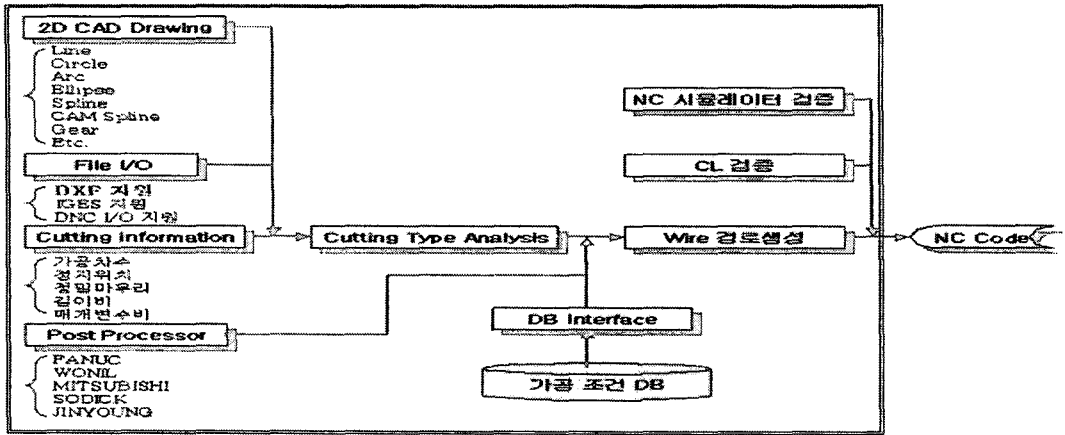 2D CAD Drawing
Line
Circle
Arc
Ellipse
Spline
CAM Spline
Gear
Etc.
File I/O
DXF 지원
IGES 지원
DNC I/O 지원
Cutting Information
가공차수
정지위치
정밀마무리
길이비
매개변수비
Post Processor
FANUC
WONIL
MITSUBISHI
SODICK
JINYOUNG
Cutting Type Analysis
NC 시뮬레이터 검증
CL 검증
Wire 경로생성
DB Interface
가공 조건 DB
NC Code